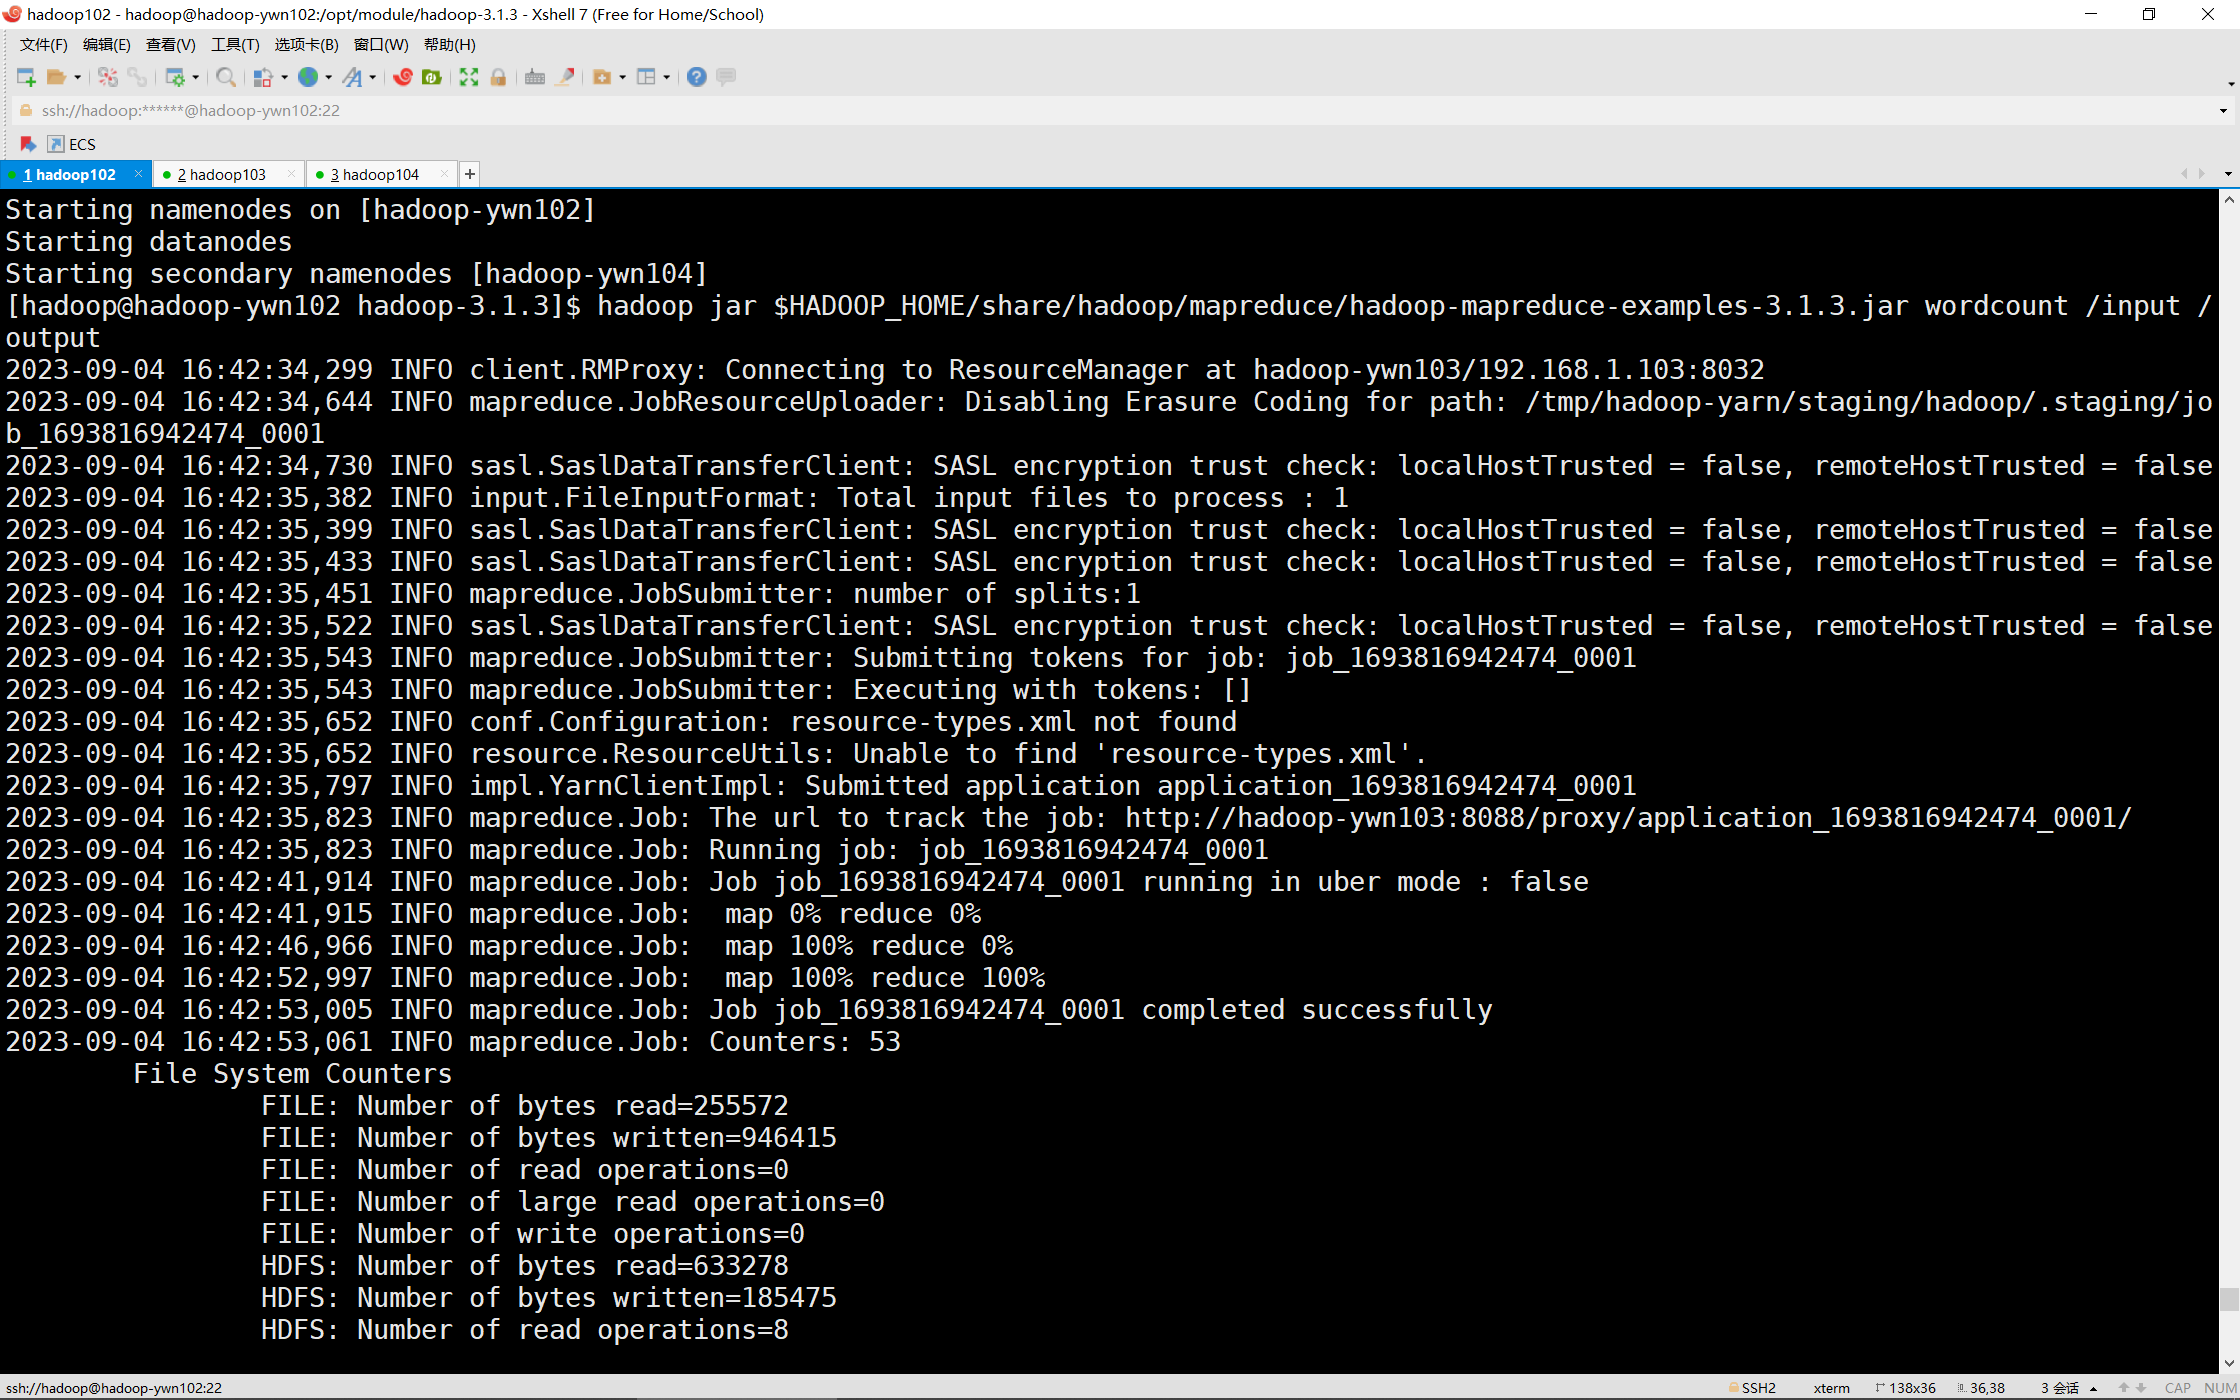 hadoop102 - hadoop@hadoop-ywn102:/opt/module/hadoop-3.1.3 - Xshell 7 (Free for Home/School)
文件(F) 编辑(E) 查看(V) 工具(T) 选项卡(B) 窗口(W) 帮助(H)
ssh://hadoop:******@hadoop-ywn102:22
ECS
1 hadoop102 2 hadoop103 3 hadoop104 +
Starting namenodes on [hadoop-ywn102]
Starting datanodes
Starting secondary namenodes [hadoop-ywn104]
[hadoop@hadoop-ywn102 hadoop-3.1.3]$ hadoop jar $HADOOP_HOME/share/hadoop/mapreduce/hadoop-mapreduce-examples-3.1.3.jar wordcount /input /
output
2023-09-04 16:42:34,299 INFO client.RMProxy: Connecting to ResourceManager at hadoop-ywn103/192.168.1.103:8032
2023-09-04 16:42:34,644 INFO mapreduce.JobResourceUploader: Disabling Erasure Coding for path: /tmp/hadoop-yarn/staging/hadoop/.staging/jo
b_1693816942474_0001
2023-09-04 16:42:34,730 INFO sasl.SaslDataTransferClient: SASL encryption trust check: localHostTrusted = false, remoteHostTrusted = false
2023-09-04 16:42:35,382 INFO input.FileInputFormat: Total input files to process : 1
2023-09-04 16:42:35,399 INFO sasl.SaslDataTransferClient: SASL encryption trust check: localHostTrusted = false, remoteHostTrusted = false
2023-09-04 16:42:35,433 INFO sasl.SaslDataTransferClient: SASL encryption trust check: localHostTrusted = false, remoteHostTrusted = false
2023-09-04 16:42:35,451 INFO mapreduce.JobSubmitter: number of splits:1
2023-09-04 16:42:35,522 INFO sasl.SaslDataTransferClient: SASL encryption trust check: localHostTrusted = false, remoteHostTrusted = false
2023-09-04 16:42:35,543 INFO mapreduce.JobSubmitter: Submitting tokens for job: job_1693816942474_0001
2023-09-04 16:42:35,543 INFO mapreduce.JobSubmitter: Executing with tokens: []
2023-09-04 16:42:35,652 INFO conf.Configuration: resource-types.xml not found
2023-09-04 16:42:35,652 INFO resource.ResourceUtils: Unable to find 'resource-types.xml'.
2023-09-04 16:42:35,797 INFO impl.YarnClientImpl: Submitted application application_1693816942474_0001
2023-09-04 16:42:35,823 INFO mapreduce.Job: The url to track the job: http://hadoop-ywn103:8088/proxy/application_1693816942474_0001/
2023-09-04 16:42:35,823 INFO mapreduce.Job: Running job: job_1693816942474_0001
2023-09-04 16:42:41,914 INFO mapreduce.Job: Job job_1693816942474_0001 running in uber mode : false
2023-09-04 16:42:41,915 INFO mapreduce.Job:  map 0% reduce 0%
2023-09-04 16:42:46,966 INFO mapreduce.Job:  map 100% reduce 0%
2023-09-04 16:42:52,997 INFO mapreduce.Job:  map 100% reduce 100%
2023-09-04 16:42:53,005 INFO mapreduce.Job: Job job_1693816942474_0001 completed successfully
2023-09-04 16:42:53,061 INFO mapreduce.Job: Counters: 53
File System Counters
FILE: Number of bytes read=255572
FILE: Number of bytes written=946415
FILE: Number of read operations=0
FILE: Number of large read operations=0
FILE: Number of write operations=0
HDFS: Number of bytes read=633278
HDFS: Number of bytes written=185475
HDFS: Number of read operations=8
ssh://hadoop@hadoop-ywn102:22 SSH2 xterm 138x36 36,38 3 会话 CAP NUM